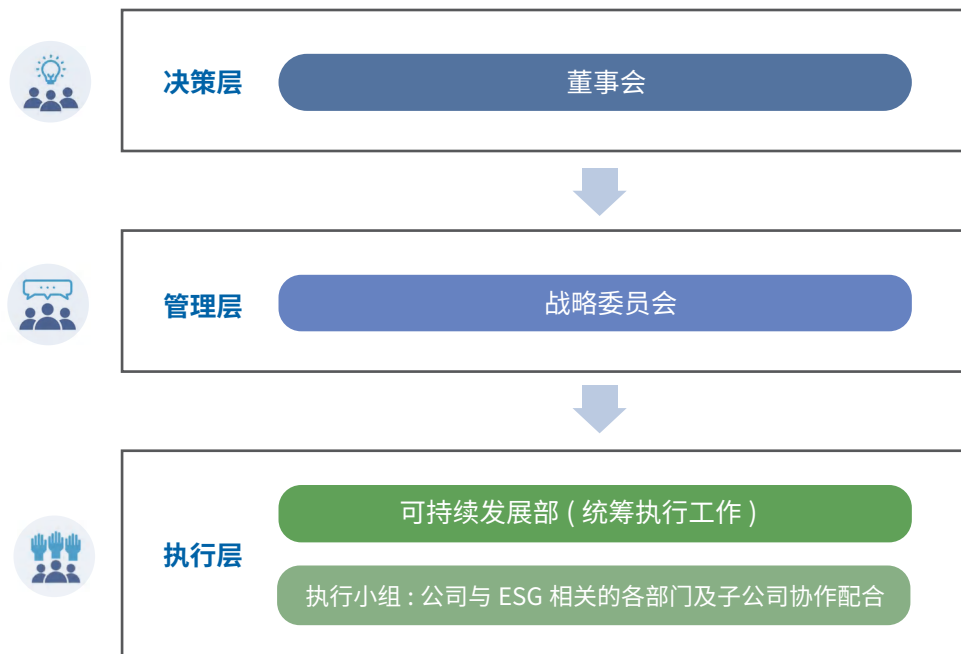 决策层
董事会
管理层
战略委员会
执行层
可持续发展部 ( 统筹执行工作 )
执行小组 : 公司与 ESG 相关的各部门及子公司协作配合